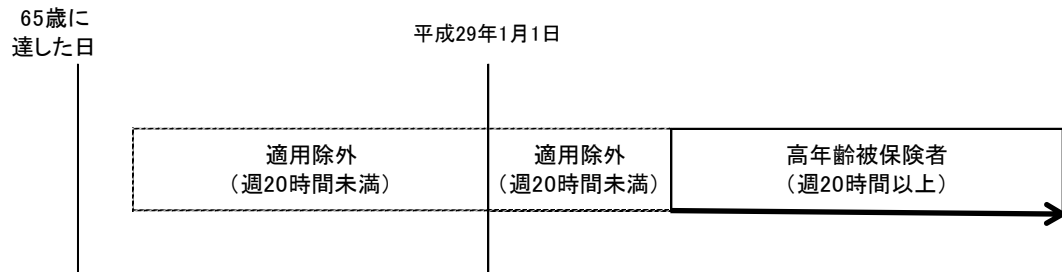 65歳に
達した日
平成29年1月1日
適用除外
（週20時間未満）
適用除外
（週20時間未満）
高年齢被保険者
（週20時間以上）